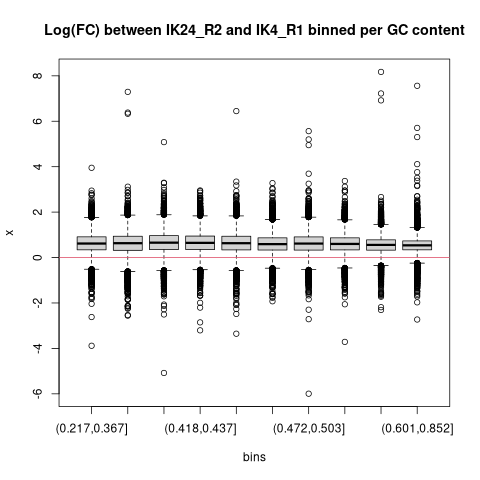 Log(FC) between IK24_R2 and IK4_R1 binned per GC content
8
6
4
2
0
-2
-4
-6
x
(0.217,0.367] (0.418,0.437] (0.472,0.503] (0.601,0.852]
bins